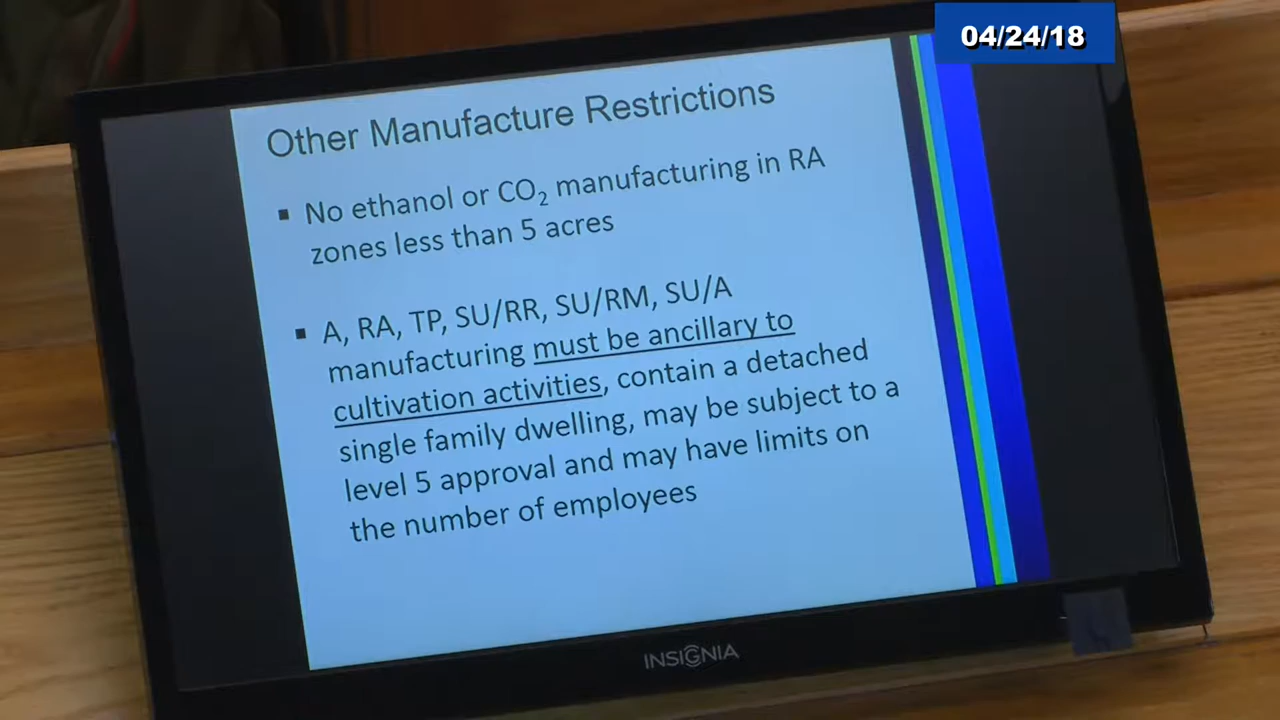 04/24/18
Other Manufacture Restrictions
▪ No ethanol or CO₂ manufacturing in RA
zones less than 5 acres
▪ A, RA, TP, SU/RR, SU/RM, SU/A
manufacturing must be ancillary to
cultivation activities, contain a detached
single family dwelling, may be subject to a
level 5 approval and may have limits on
the number of employees
INSIGNIA